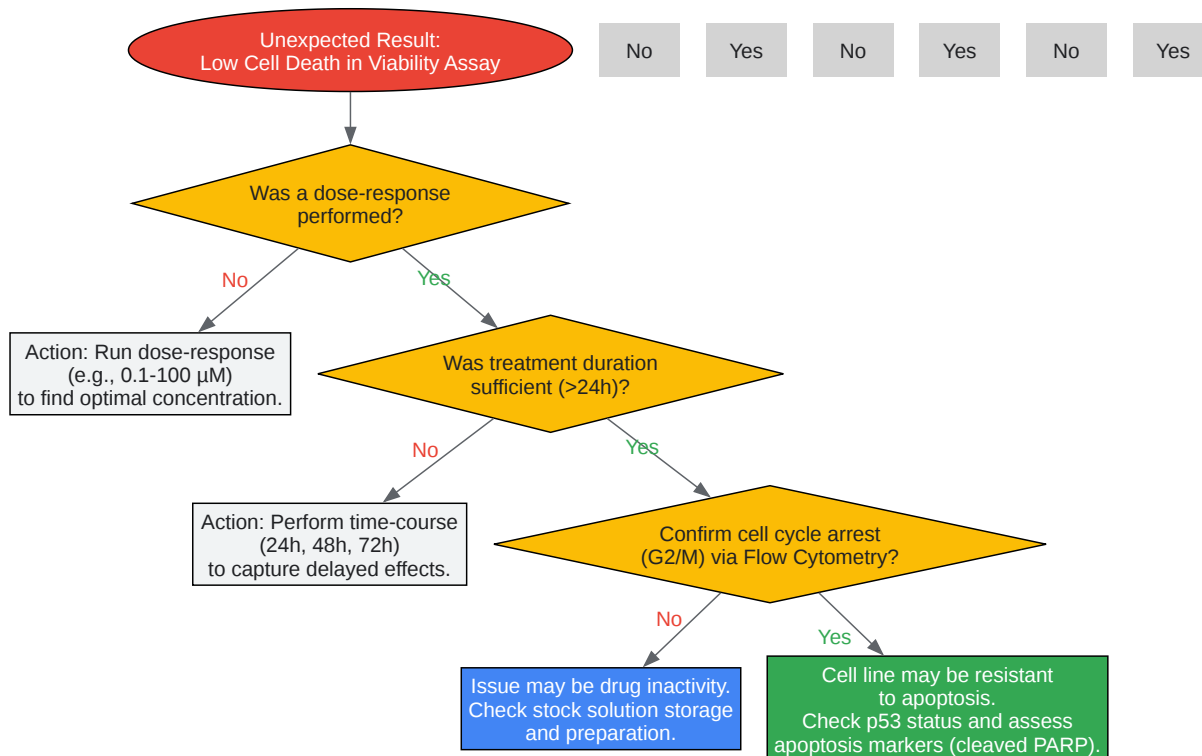 Unexpected Result:
Low Cell Death in Viability Assay
No
Yes
No
Yes
No
Yes
Was a dose-response
performed?
No
Yes
Action: Run dose-response
(e.g., 0.1-100 µM)
to find optimal concentration.
Was treatment duration
sufficient (>24h)?
No
Yes
Action: Perform time-course
(24h, 48h, 72h)
to capture delayed effects.
Confirm cell cycle arrest
(G2/M) via Flow Cytometry?
No
Yes
Issue may be drug inactivity.
Check stock solution storage
and preparation.
Cell line may be resistant
to apoptosis.
Check p53 status and assess
apoptosis markers (cleaved PARP).